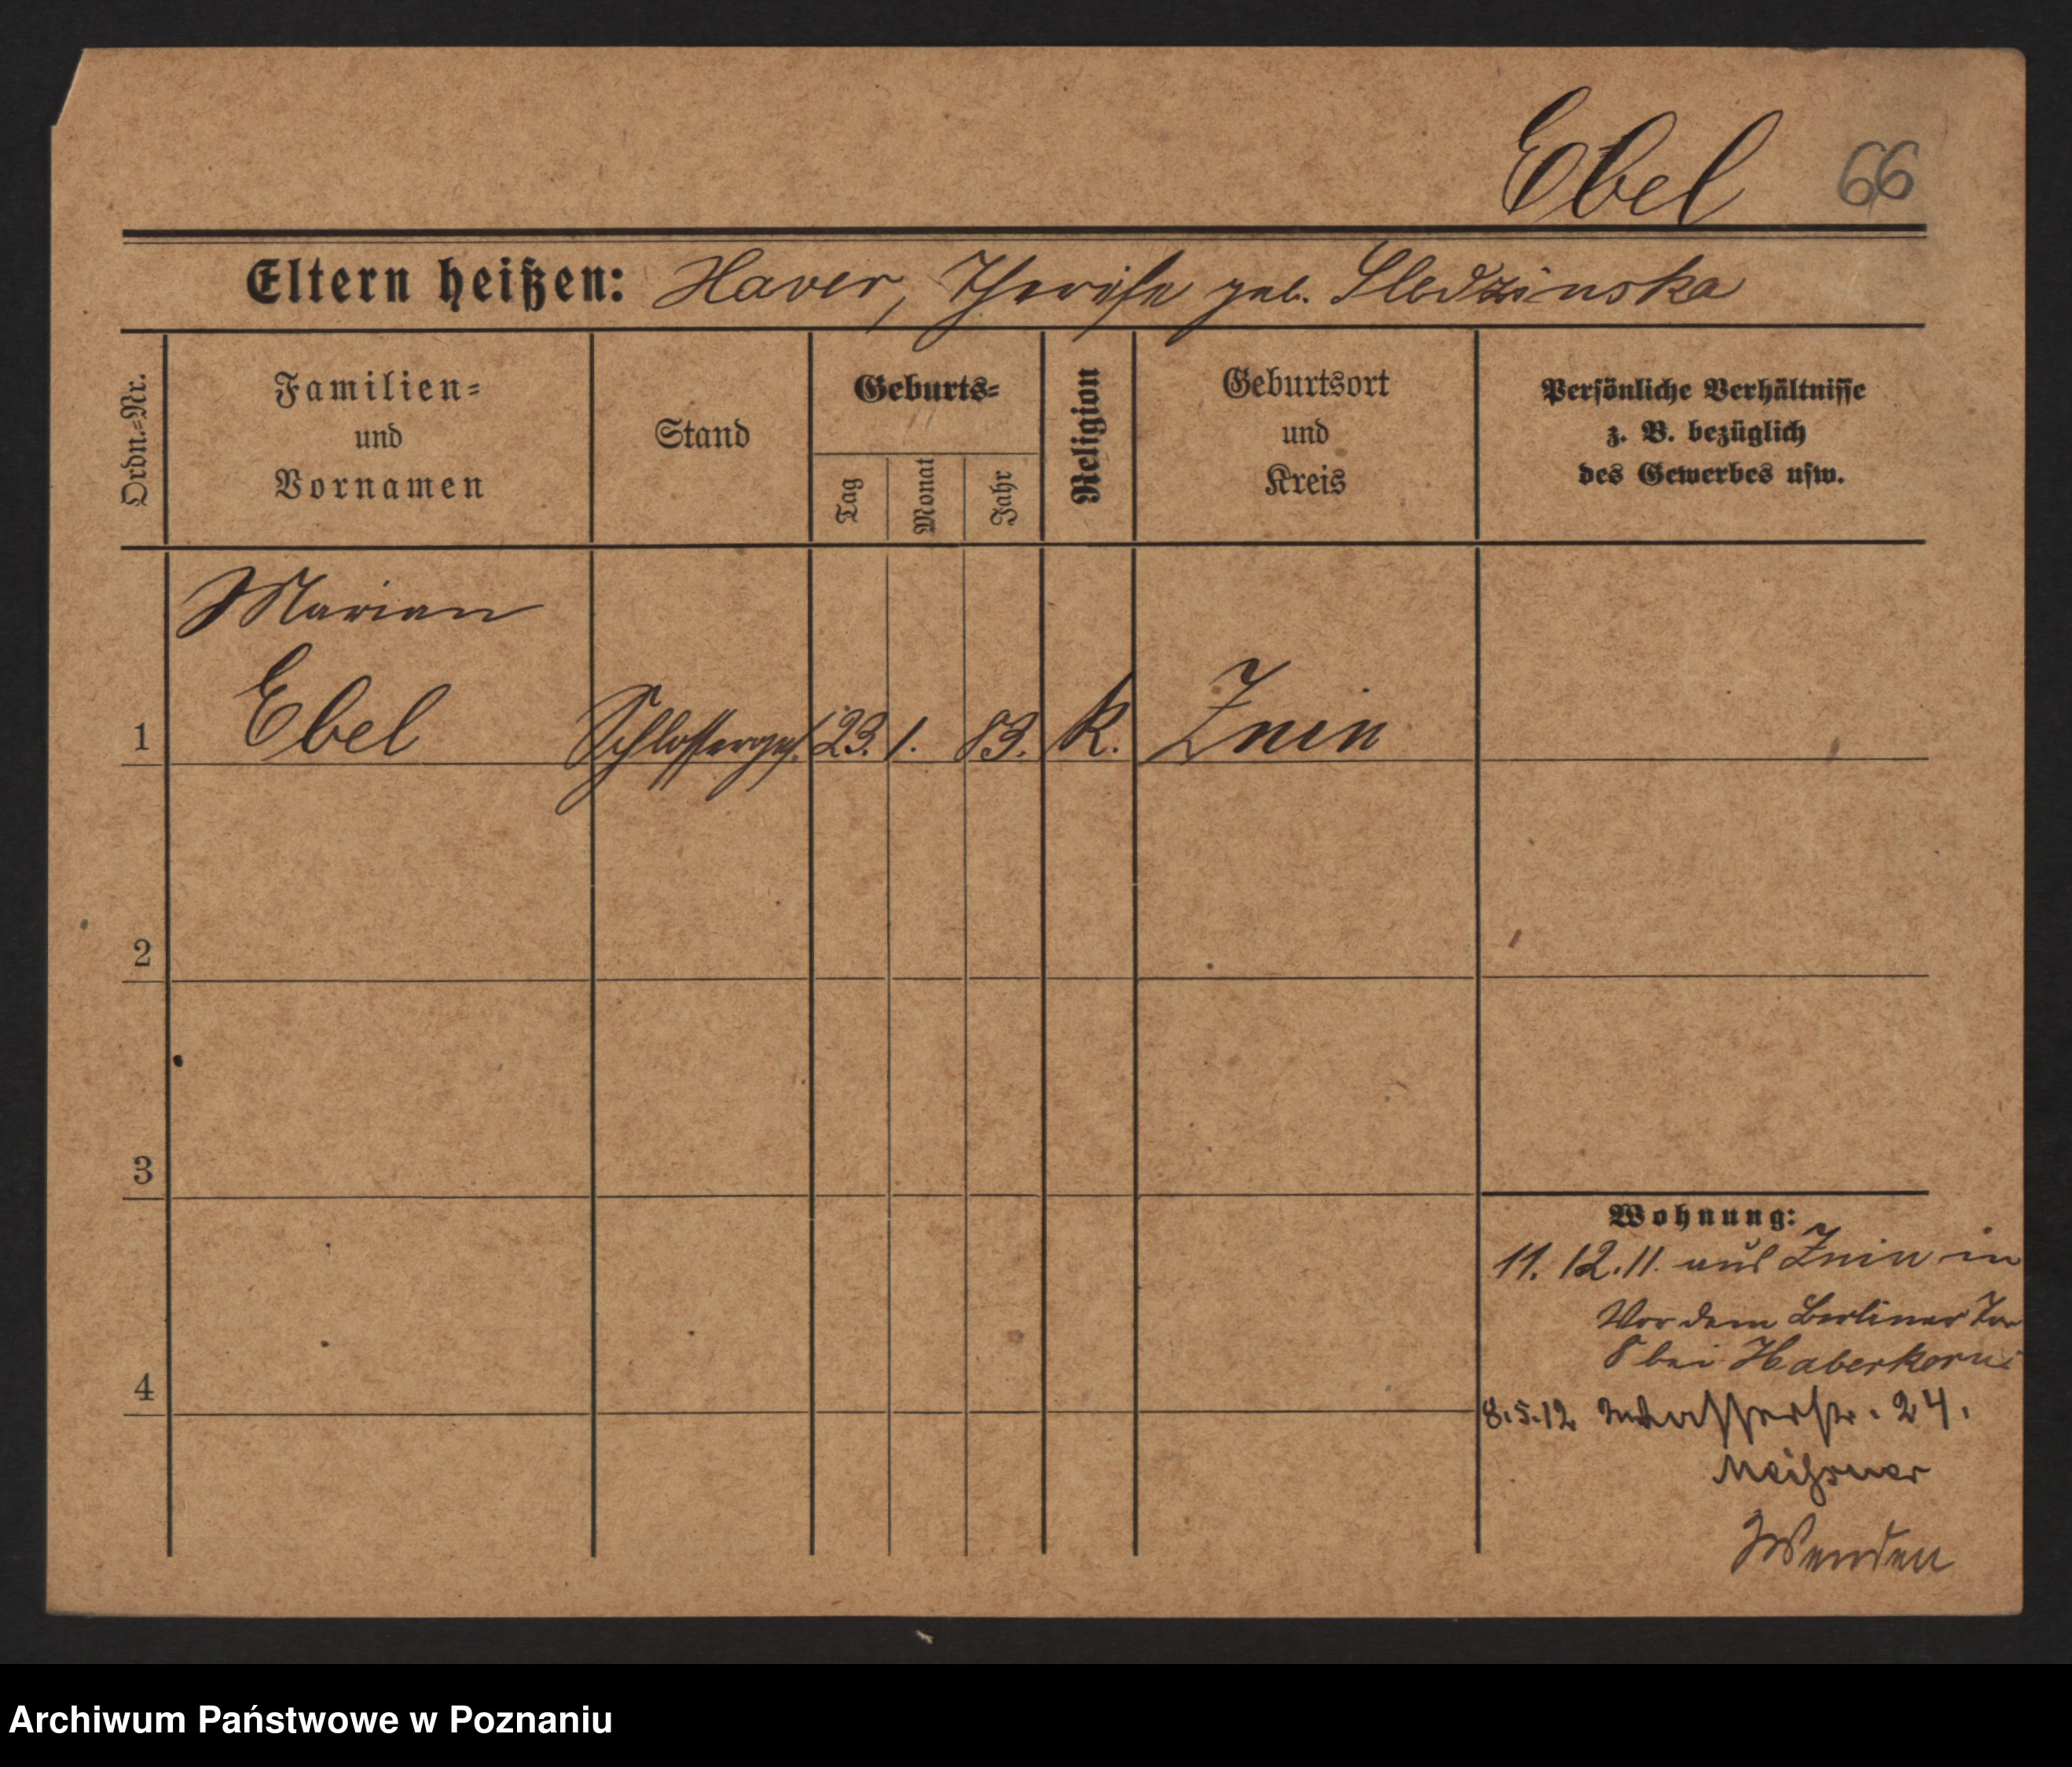 Ebel 66
Eltern heißen: Xaver, Therese geb. Sledzinska
Ordn.-Nr.
Familien-
und
Vornamen
Stand
Geburts-
Tag
Monat
Jahr
Religion
Geburtsort
und
Kreis
Persönliche Verhältnisse
z. B. bezüglich
des Gewerbes usw.
Marian
1 Ebel Schlosserges. 23. 1. 83. K. Znin
2
3
4
Wohnung:
11. 12. 11. aus Znin in
Vor dem Berliner Tor
8 bei Haberkorn
8.5.12 24.
Meißner
Wenden
Archiwum Państwowe w Poznaniu